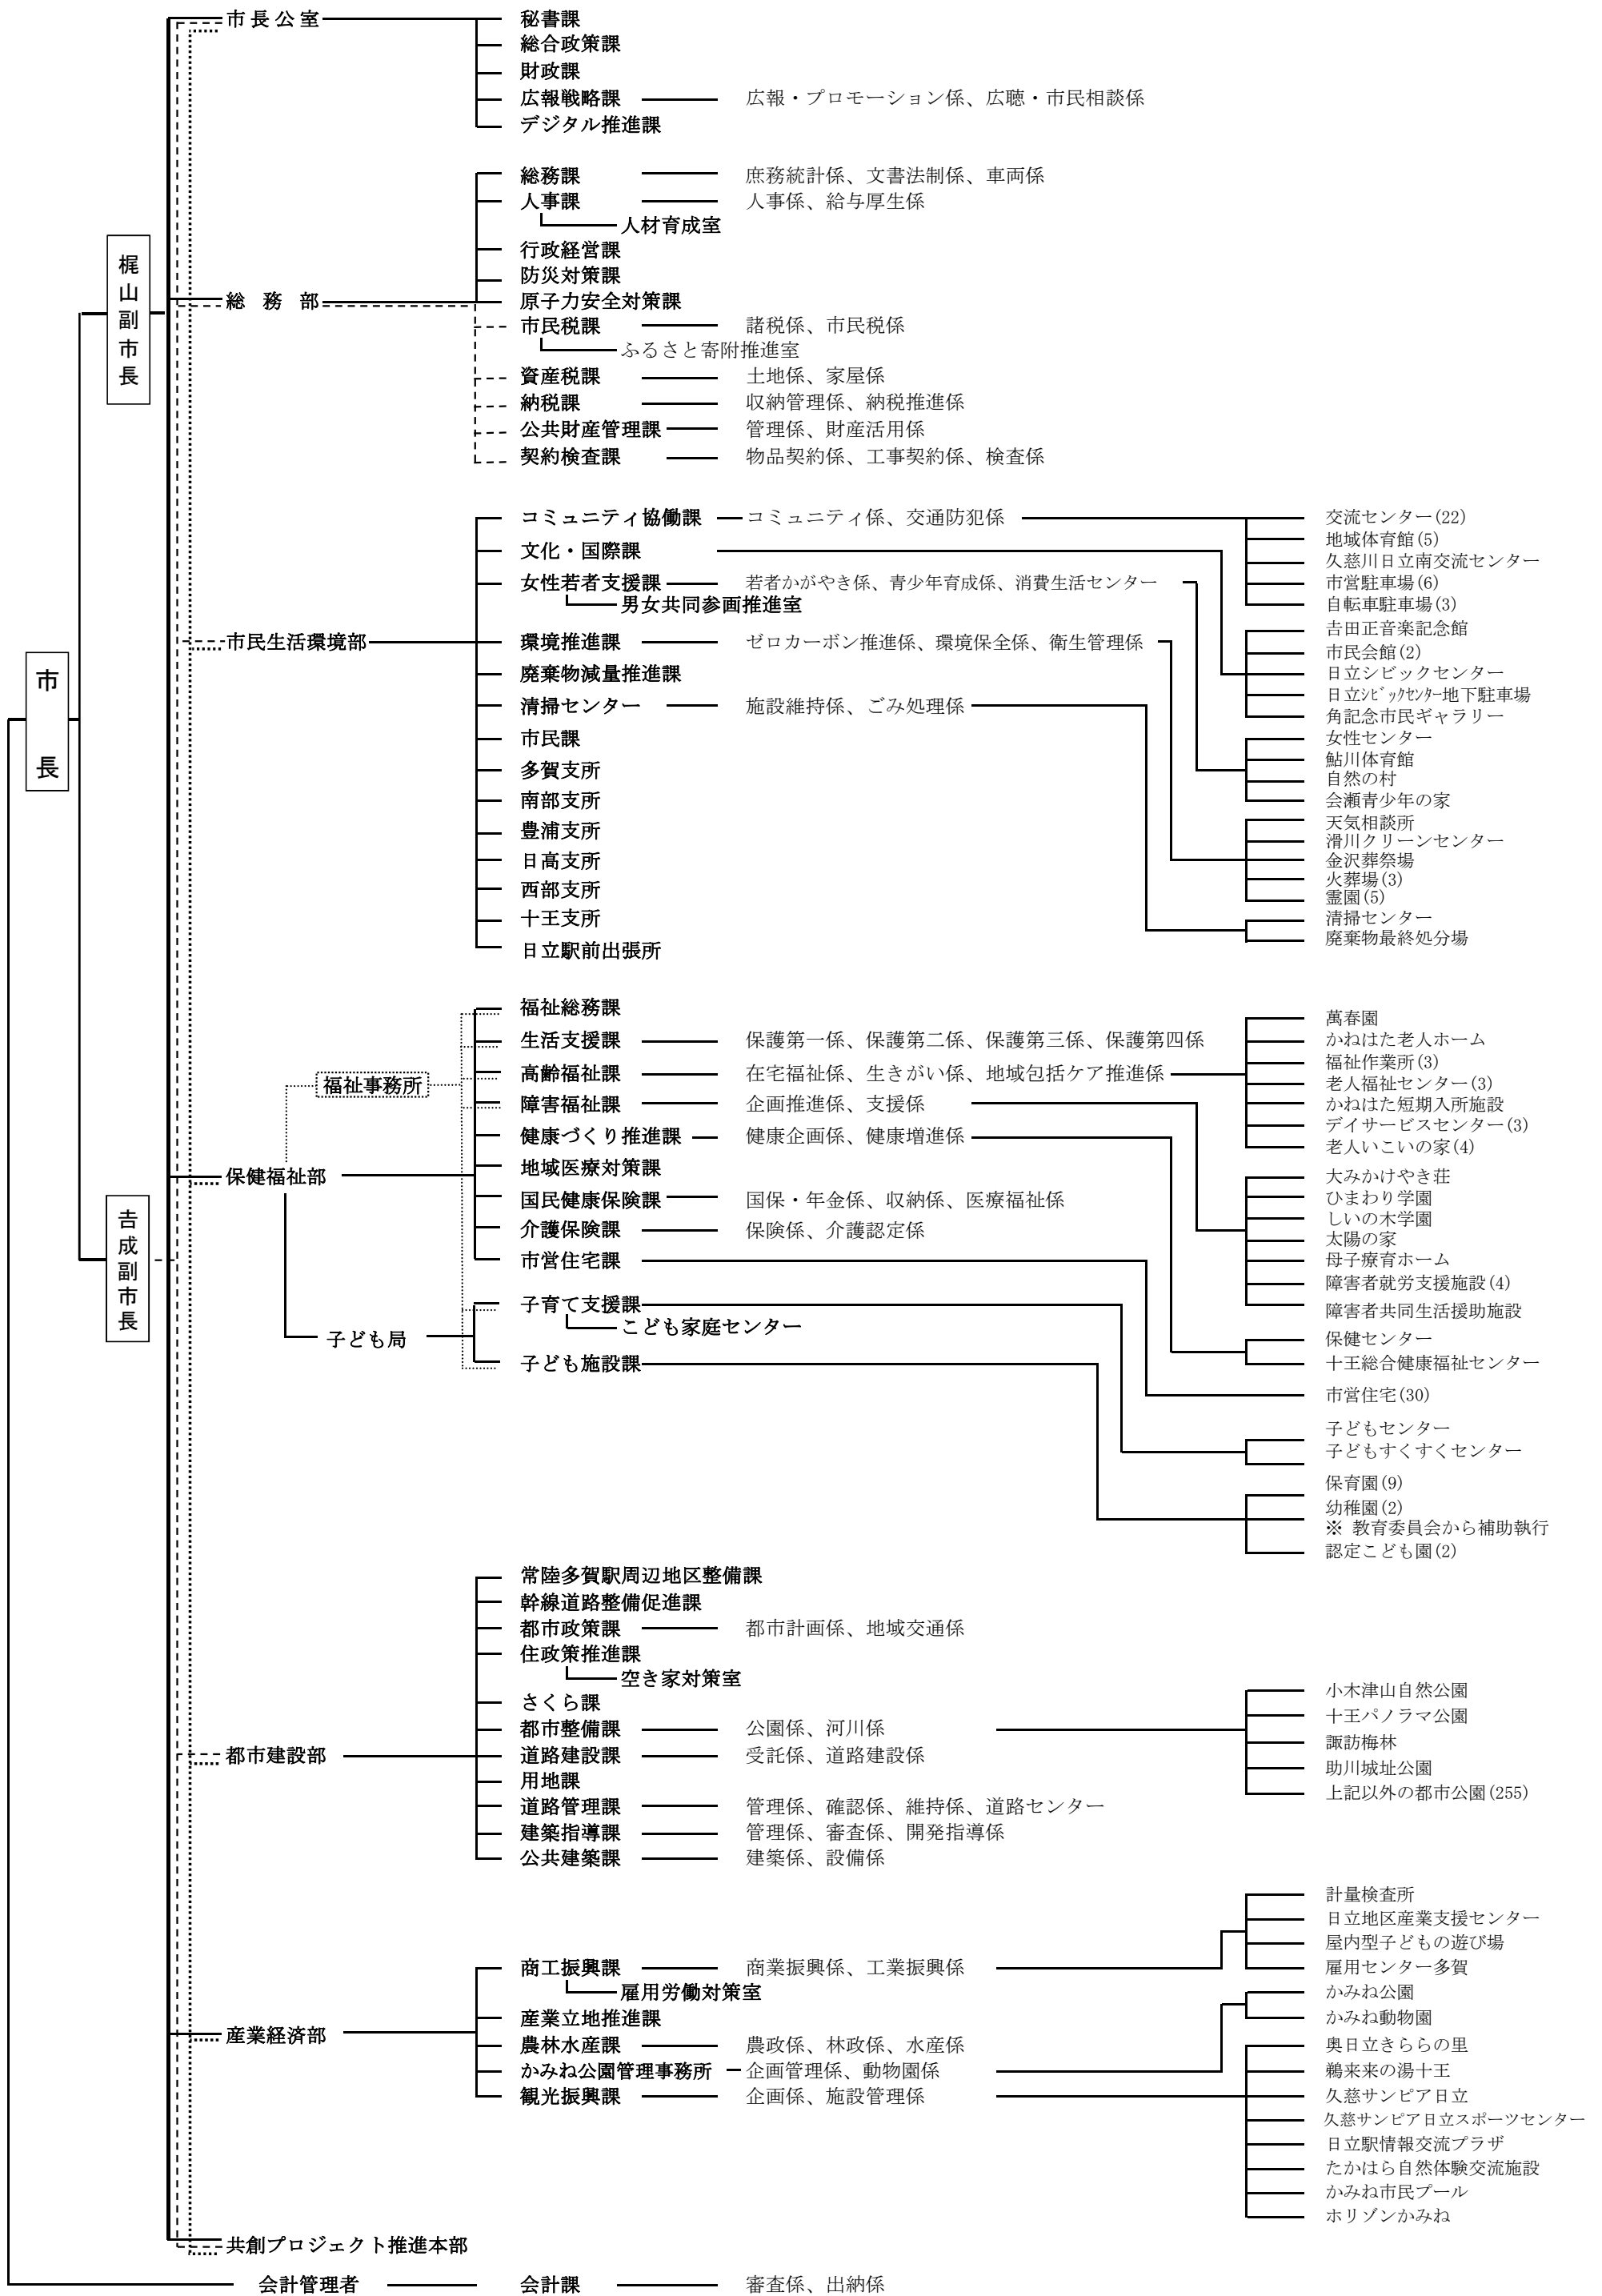 市長
梶山副市長
吉成副市長
市長公室
秘書課
総合政策課
財政課
広報戦略課 広報・プロモーション係、広聴・市民相談係
デジタル推進課
総務部
総務課 庶務統計係、文書法制係、車両係
人事課 人事係、給与厚生係
人材育成室
行政経営課
防災対策課
原子力安全対策課
市民税課 諸税係、市民税係
ふるさと寄附推進室
資産税課 土地係、家屋係
納税課 収納管理係、納税推進係
公共財産管理課 管理係、財産活用係
契約検査課 物品契約係、工事契約係、検査係
市民生活環境部
コミュニティ協働課 コミュニティ係、交通防犯係
文化・国際課
女性若者支援課 若者かがやき係、青少年育成係、消費生活センター
男女共同参画推進室
環境推進課 ゼロカーボン推進係、環境保全係、衛生管理係
廃棄物減量推進課
清掃センター 施設維持係、ごみ処理係
市民課
多賀支所
南部支所
豊浦支所
日高支所
西部支所
十王支所
日立駅前出張所
交流センター(22)
地域体育館(5)
久慈川日立南交流センター
市営駐車場(6)
自転車駐車場(3)
吉田正音楽記念館
市民会館(2)
日立シビックセンター
日立ｼﾋﾞｯｸｾﾝﾀｰ地下駐車場
角記念市民ギャラリー
女性センター
鮎川体育館
自然の村
会瀬青少年の家
天気相談所
滑川クリーンセンター
金沢葬祭場
火葬場(3)
霊園(5)
清掃センター
廃棄物最終処分場
保健福祉部
福祉事務所
福祉総務課
生活支援課 保護第一係、保護第二係、保護第三係、保護第四係
高齢福祉課 在宅福祉係、生きがい係、地域包括ケア推進係
障害福祉課 企画推進係、支援係
健康づくり推進課 健康企画係、健康増進係
地域医療対策課
国民健康保険課 国保・年金係、収納係、医療福祉係
介護保険課 保険係、介護認定係
市営住宅課
子ども局
子育て支援課
こども家庭センター
子ども施設課
萬春園
かねはた老人ホーム
福祉作業所(3)
老人福祉センター(3)
かねはた短期入所施設
デイサービスセンター(3)
老人いこいの家(4)
大みかけやき荘
ひまわり学園
しいの木学園
太陽の家
母子療育ホーム
障害者就労支援施設(4)
障害者共同生活援助施設
保健センター
十王総合健康福祉センター
市営住宅(30)
子どもセンター
子どもすくすくセンター
保育園(9)
幼稚園(2)
※ 教育委員会から補助執行
認定こども園(2)
都市建設部
常陸多賀駅周辺地区整備課
幹線道路整備促進課
都市政策課 都市計画係、地域交通係
住政策推進課
空き家対策室
さくら課
都市整備課 公園係、河川係
道路建設課 受託係、道路建設係
用地課
道路管理課 管理係、確認係、維持係、道路センター
建築指導課 管理係、審査係、開発指導係
公共建築課 建築係、設備係
小木津山自然公園
十王パノラマ公園
諏訪梅林
助川城址公園
上記以外の都市公園(255)
産業経済部
商工振興課 商業振興係、工業振興係
雇用労働対策室
産業立地推進課
農林水産課 農政係、林政係、水産係
かみね公園管理事務所 企画管理係、動物園係
観光振興課 企画係、施設管理係
計量検査所
日立地区産業支援センター
屋内型子どもの遊び場
雇用センター多賀
かみね公園
かみね動物園
奥日立きららの里
鵜来来の湯十王
久慈サンピア日立
久慈サンピア日立スポーツセンター
日立駅情報交流プラザ
たかはら自然体験交流施設
かみね市民プール
ホリゾンかみね
共創プロジェクト推進本部
会計管理者 会計課 審査係、出納係